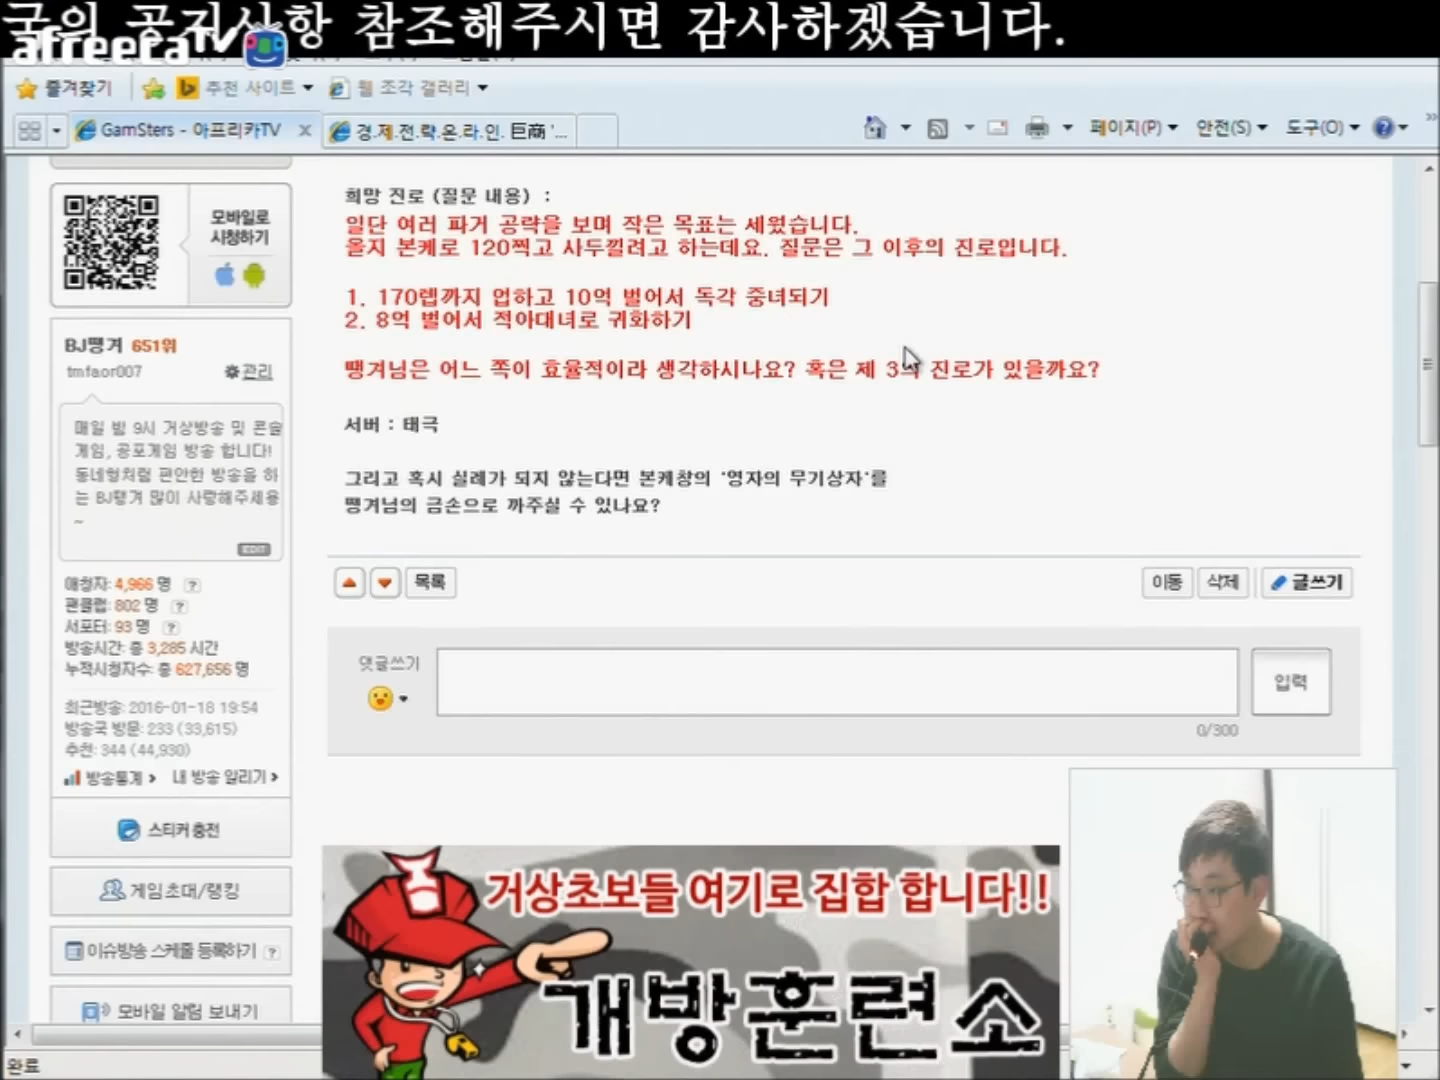 국의 공지사항 참조해주시면 감사하겠습니다.
afreecaTV
즐겨찾기
추천 사이트
웹 조각 갤러리
GamSters - 아프리카TV
경.제.전.략.온.라.인. 巨商 '...
페이지(P)
안전(S)
도구(O)
모바일로
시청하기
BJ땡겨 651위
tmfaor007
관리
매일 밤 9시 거상방송 및 콘솔
게임, 공포게임 방송 합니다!
동네형처럼 편안한 방송을 하
는 BJ땡겨 많이 사랑해주세용
~
EDIT
애청자: 4,966 명 ?
팬클럽: 802 명 ?
서포터: 93 명 ?
방송시간: 총 3,285 시간
누적시청자수: 총 627,656 명
최근방송: 2016-01-18 19:54
방송국 방문: 233 (33,615)
추천: 344 (44,930)
방송통계
내 방송 알리기
스티커 충전
게임초대/랭킹
이슈방송 스케줄 등록하기 ?
모바일 알림 보내기
희망 진로 (질문 내용) :
일단 여러 파거 공략을 보며 작은 목표는 세웠습니다.
올지 본케로 120찍고 사두낄려고 하는데요. 질문은 그 이후의 진로입니다.
1. 170렙까지 업하고 10억 벌어서 독각 중녀되기
2. 8억 벌어서 적아대녀로 귀화하기
땡겨님은 어느 쪽이 효율적이라 생각하시나요? 혹은 제 3의 진로가 있을까요?
서버 : 태극
그리고 혹시 실례가 되지 않는다면 본케창의 '영자의 무기상자'를
땡겨님의 금손으로 까주실 수 있나요?
목록
이동
삭제
글쓰기
댓글쓰기
입력
0/300
거상초보들 여기로 집합 합니다!!
개방훈련소
완료